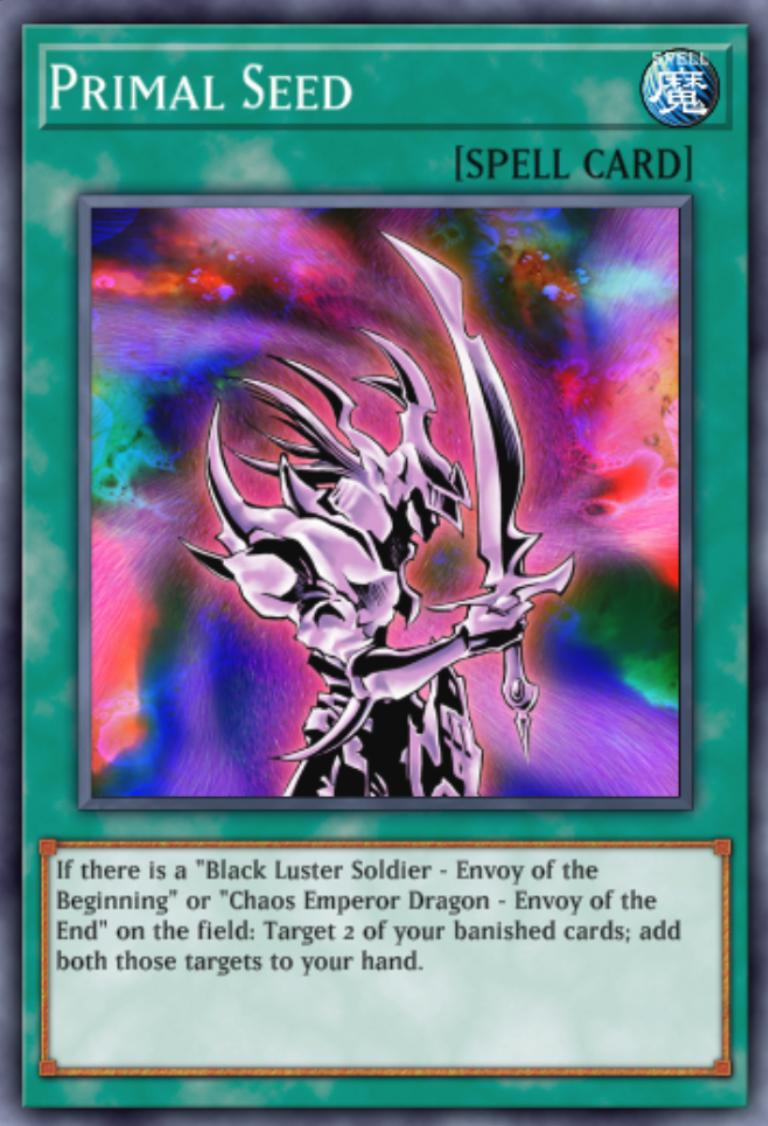 PRIMAL SEED
SPELL
魔
[SPELL CARD]
If there is a "Black Luster Soldier - Envoy of the
Beginning" or "Chaos Emperor Dragon - Envoy of the
End" on the field: Target 2 of your banished cards; add
both those targets to your hand.